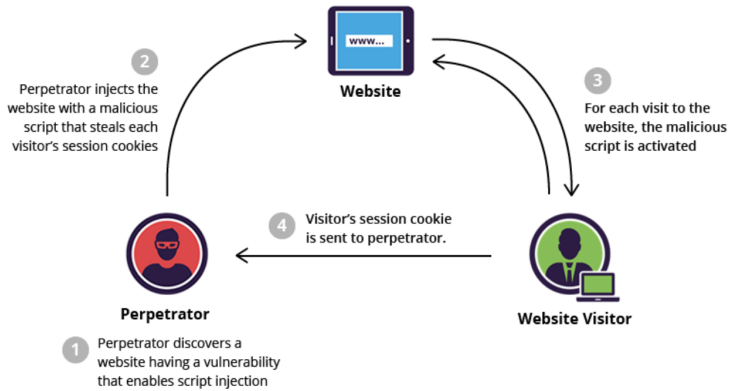 www...
Website
2
Perpetrator injects the
website with a malicious
script that steals each
visitor's session cookies
3
For each visit to the
website, the malicious
script is activated
4
Visitor's session cookie
is sent to perpetrator.
Perpetrator
Website Visitor
1
Perpetrator discovers a
website having a vulnerability
that enables script injection